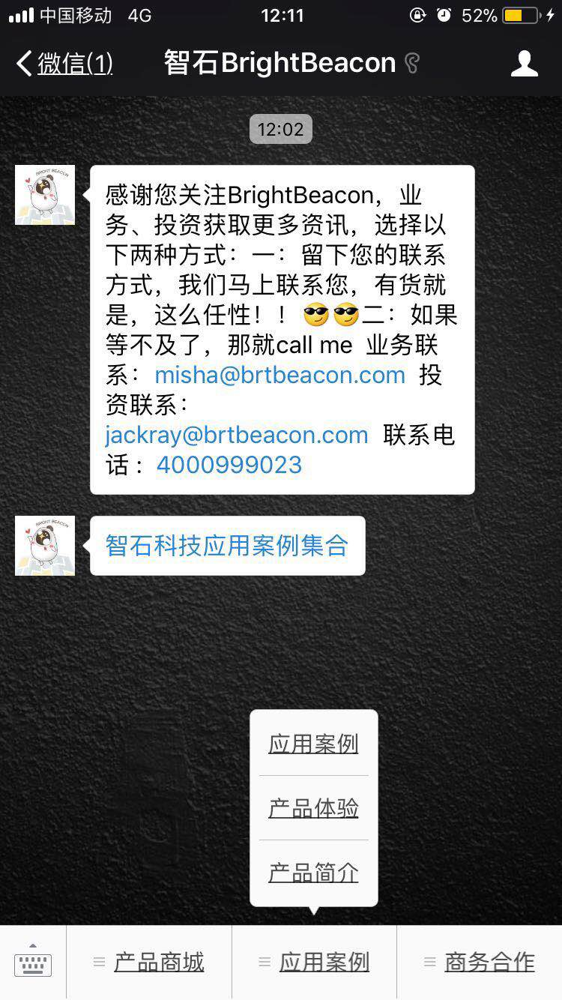 中国移动 4G 12:11 52%
微信(1) 智石BrightBeacon
12:02
BRIGHT BEACON
感谢您关注BrightBeacon，业
务、投资获取更多资讯，选择以
下两种方式：一：留下您的联系
方式，我们马上联系您，有货就
是，这么任性！！😎😎二：如果
等不及了，那就call me 业务联
系：misha@brtbeacon.com 投
资联系：
jackray@brtbeacon.com 联系电
话：4000999023
BRIGHT BEACON
智石科技应用案例集合
应用案例
产品体验
产品简介
产品商城 应用案例 商务合作